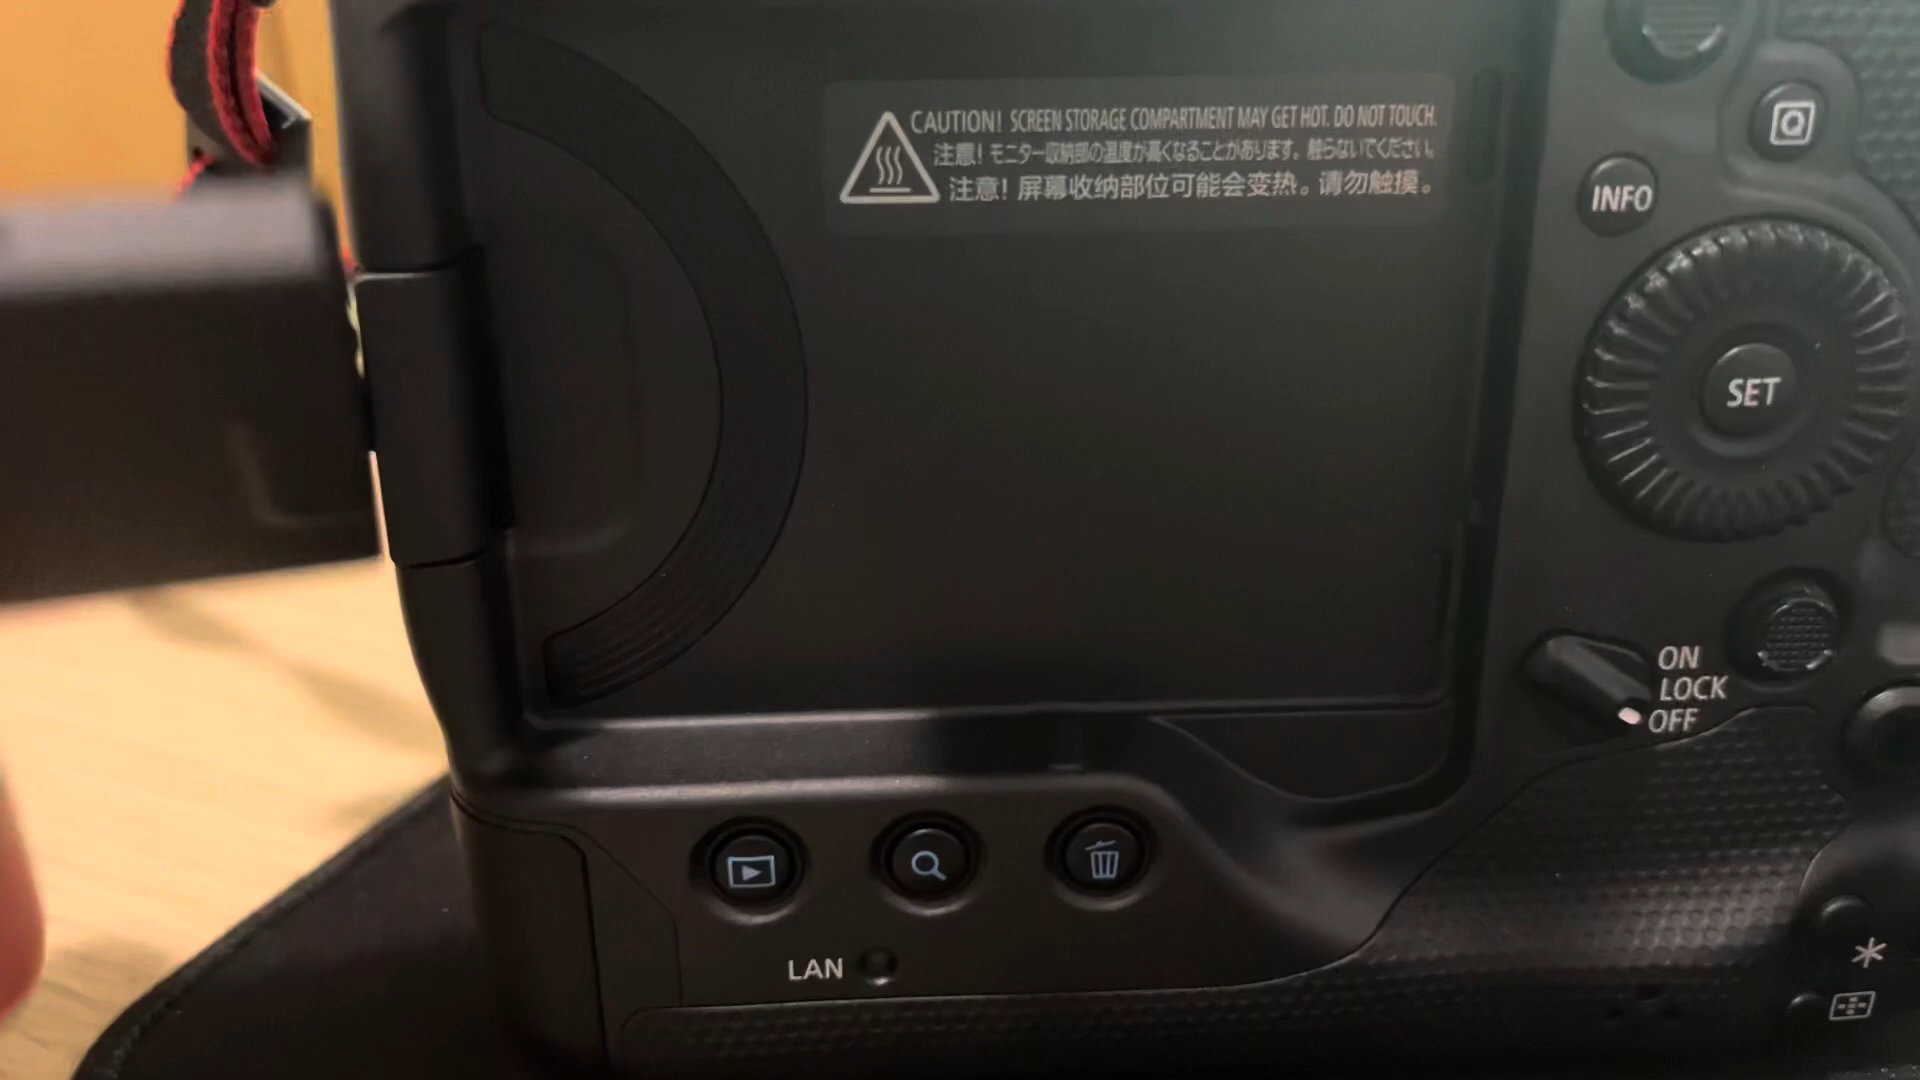 CAUTION! SCREEN STORAGE COMPARTMENT MAY GET HOT. DO NOT TOUCH.
注意! モニター収納部の温度が高くなることがあります。触らないでください。
注意! 屏幕收纳部位可能会变热。请勿触摸。
Q
INFO
SET
ON
LOCK
OFF
LAN